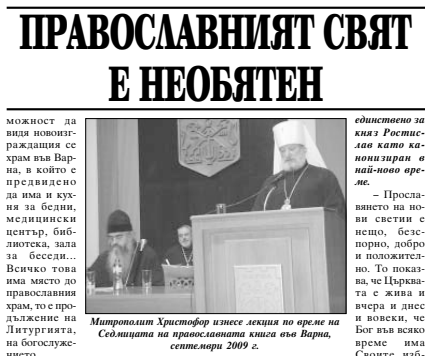 ПРАВОСЛАВНИЯТ СВЯТ
Е НЕОБЯТЕН
можност да
видя новоизг-
раждащия се
храм във Вар-
на, в който е
предвидено
да има и кух-
ня за бедни,
медицински
център, биб-
лиотека, зала
за беседи...
Всичко това
има място до
православния
храм, то е про-
дължение на
Литургията,
на богослуже-
нието
Митрополит Христофор изнесе лекция по време на
Седмицата на православната книга във Варна,
септември 2009 г.
единствено за
княз Ростис-
лав като ка-
нонизиран в
най-ново вре-
ме.
– Просла-
вянето на но-
ви светии е
нещо, безс-
порно, добро
и положител-
но. То показ-
ва, че Църква-
та е жива и
вчера и днес
и вовеки, че
Бог във всяко
време има
Своите изб-